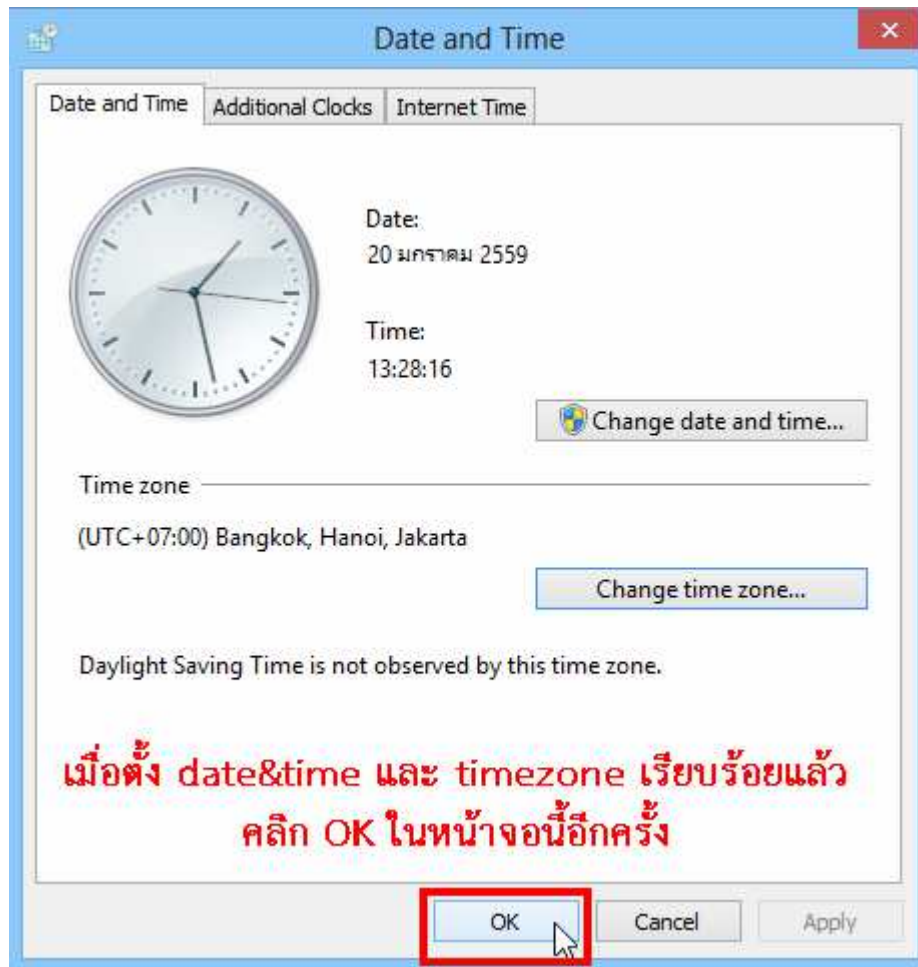 Date and Time
Date and Time
Additional Clocks
Internet Time
Date:
20 มกราคม 2559
Time:
13:28:16
Change date and time...
Time zone
(UTC+07:00) Bangkok, Hanoi, Jakarta
Change time zone...
Daylight Saving Time is not observed by this time zone.
เมื่อตั้ง date&time และ timezone เรียบร้อยแล้ว
คลิก OK ในหน้าจอนี้อีกครั้ง
OK
Cancel
Apply